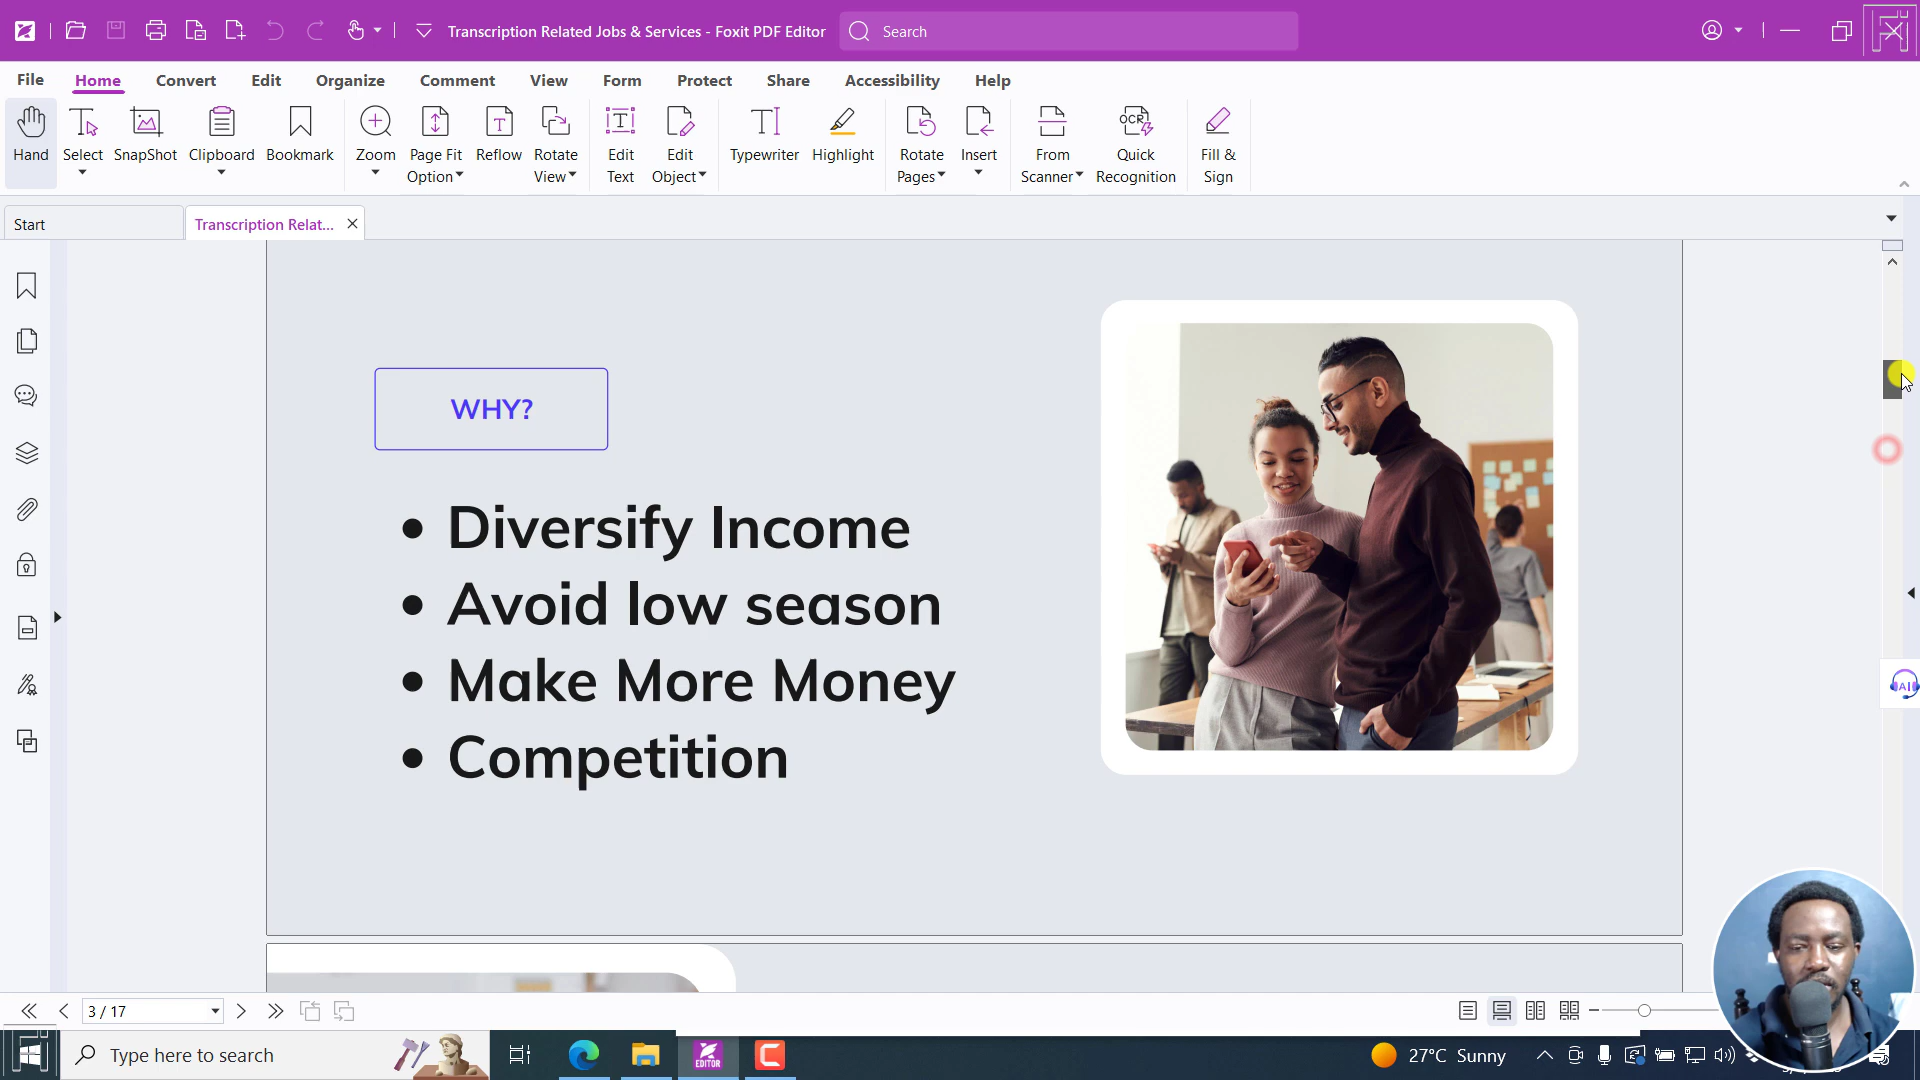 Transcription Related Jobs & Services - Foxit PDF Editor
Search
File Home Convert Edit Organize Comment View Form Protect Share Accessibility Help
Hand
Select
SnapShot
Clipboard
Bookmark
Zoom
Page Fit
Option
Reflow
Rotate
View
Edit
Text
Edit
Object
Typewriter
Highlight
Rotate
Pages
Insert
From
Scanner
OCR
Quick
Recognition
Fill &
Sign
Start
Transcription Relat...
WHY?
• Diversify Income
• Avoid low season
• Make More Money
• Competition
AI
3 / 17
Type here to search
EDITOR
27°C Sunny